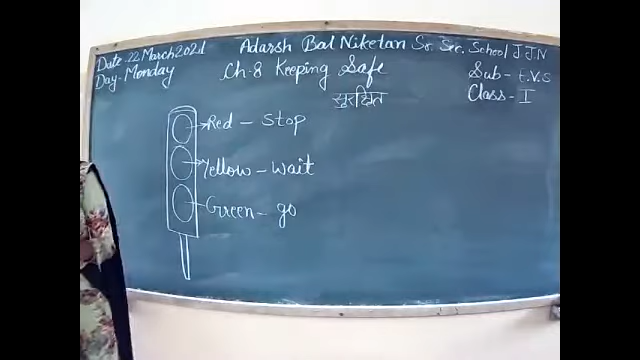 Date - 22 March 2021 Adarsh Bal Niketan Sr. Sec. School J J N
Day - Monday Ch-8 Keeping Safe Sub - E.V.S
सुरक्षित Class - I
Red - Stop
Yellow - wait
Green - go